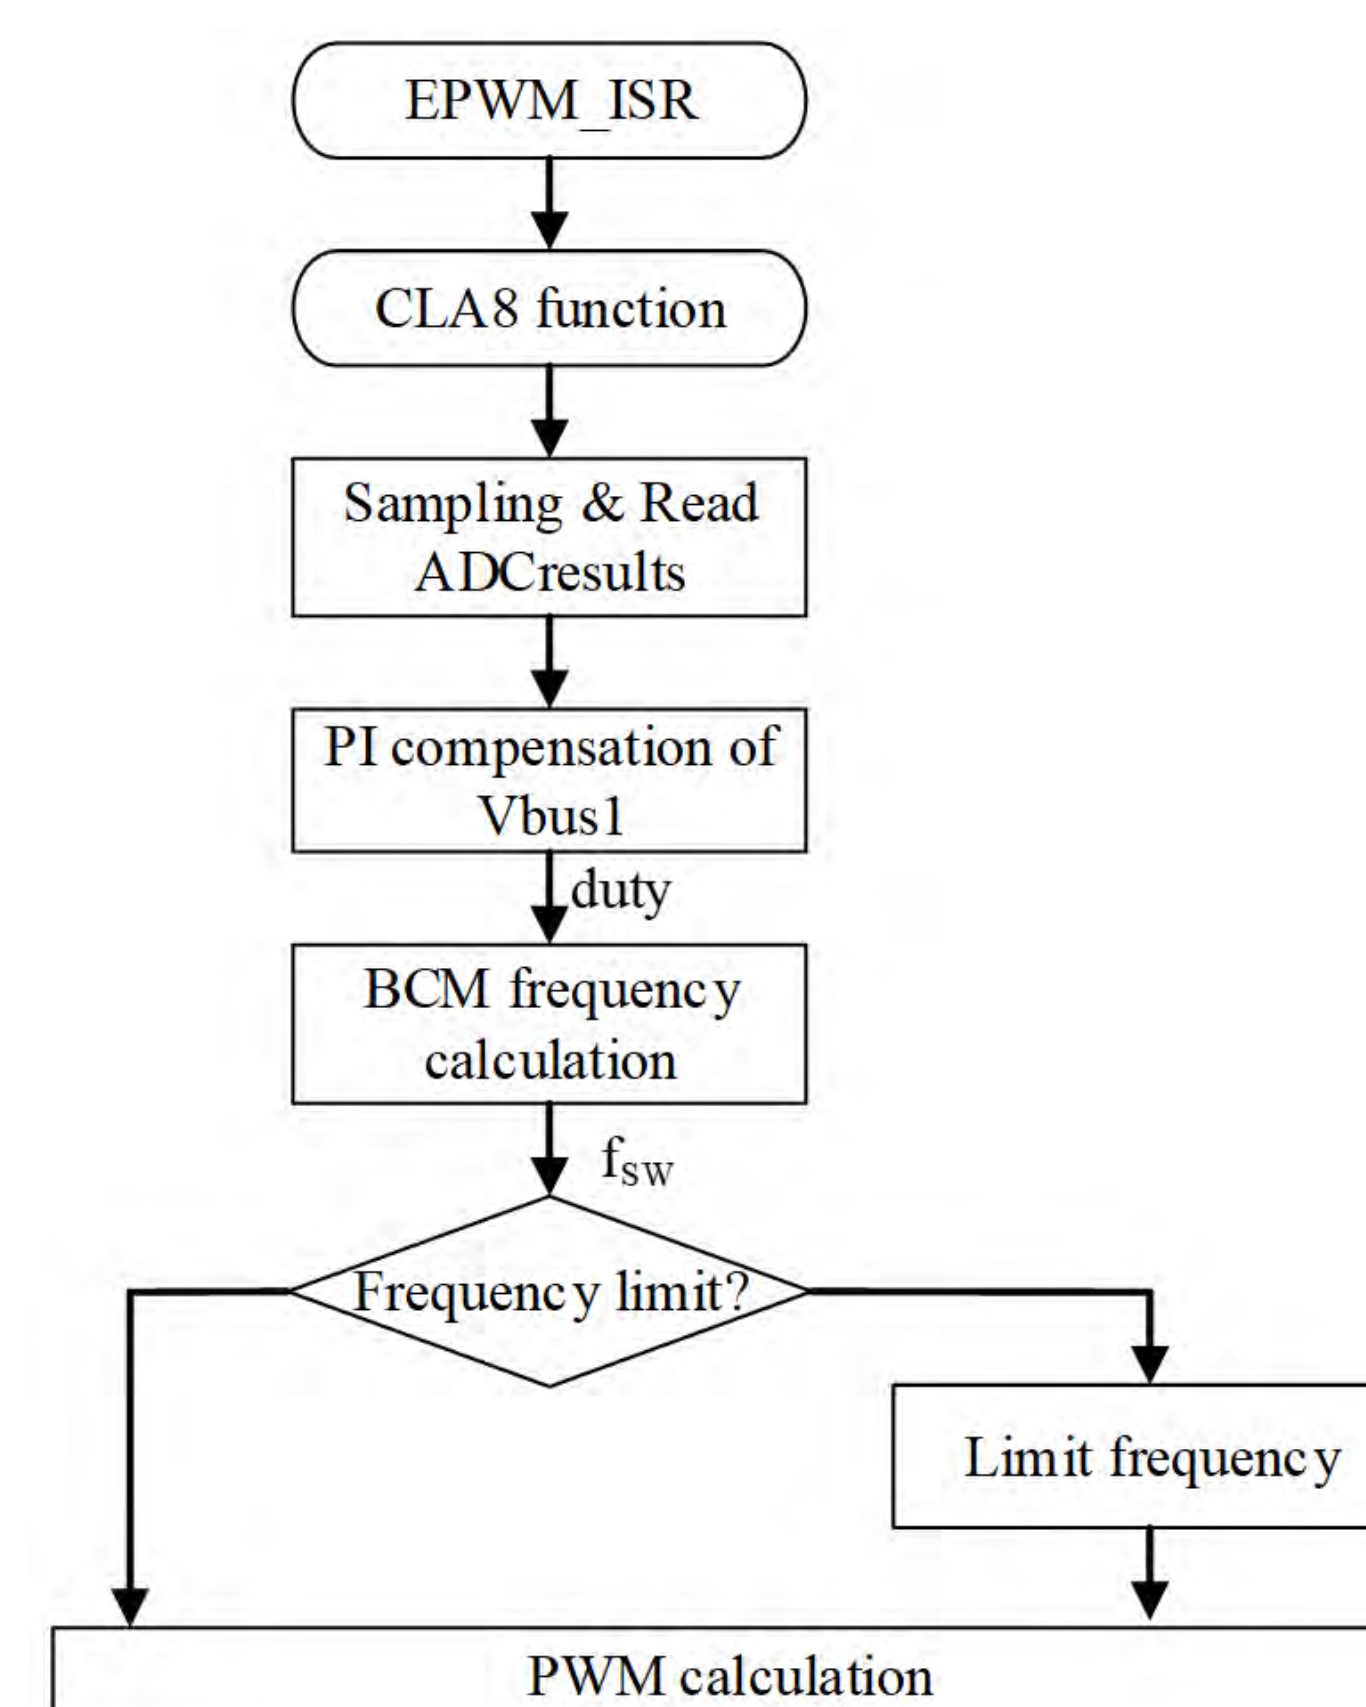 EPWM_ISR
CLA8 function
Sampling & Read
ADCresults
PI compensation of
Vbus1
duty
BCM frequency
calculation
fsw
Frequency limit?
Limit frequency
PWM calculation